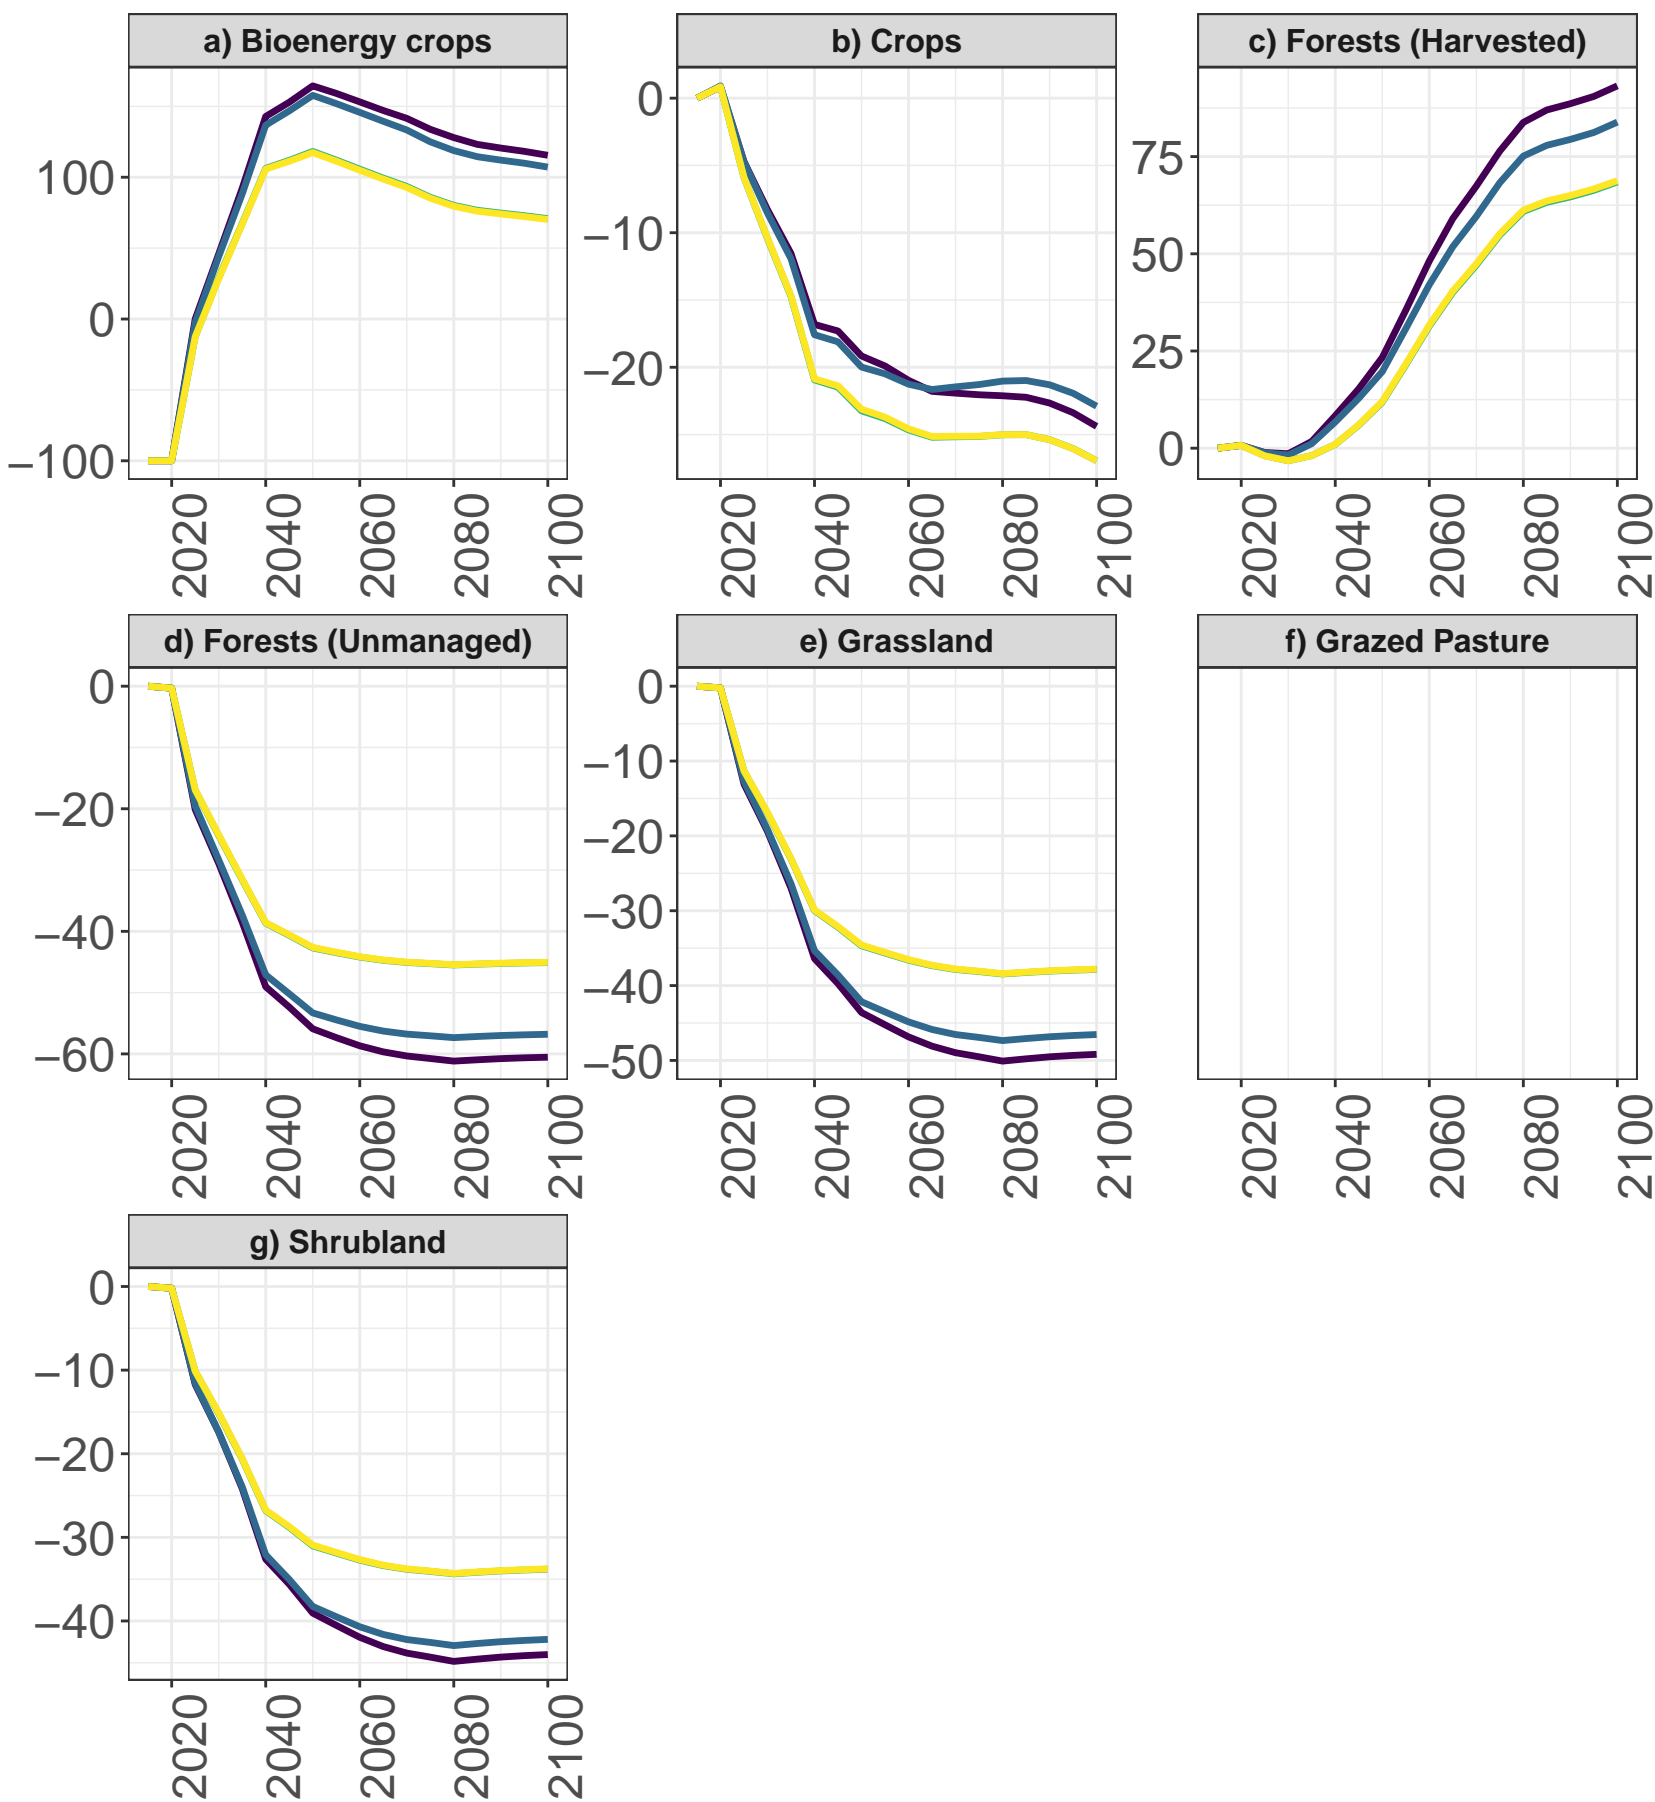 a) Bioenergy crops
100
0
−100
2020 2040 2060 2080 2100
b) Crops
0
−10
−20
2020 2040 2060 2080 2100
c) Forests (Harvested)
75
50
25
0
2020 2040 2060 2080 2100
d) Forests (Unmanaged)
0
−20
−40
−60
2020 2040 2060 2080 2100
e) Grassland
0
−10
−20
−30
−40
−50
2020 2040 2060 2080 2100
f) Grazed Pasture
2020 2040 2060 2080 2100
g) Shrubland
0
−10
−20
−30
−40
2020 2040 2060 2080 2100